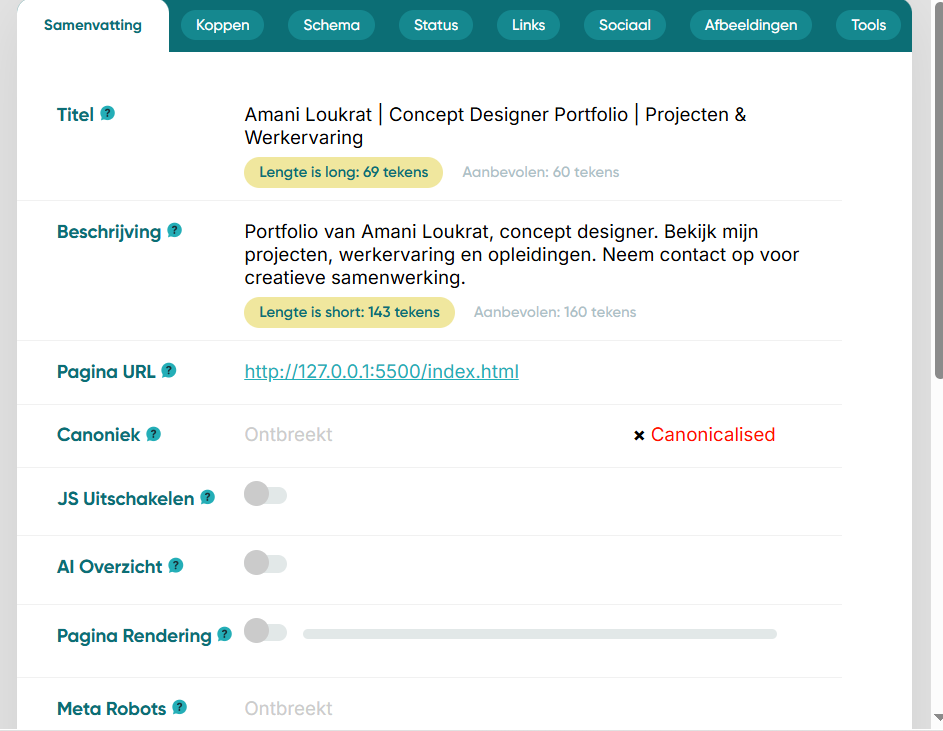 Samenvatting Koppen Schema Status Links Sociaal Afbeeldingen Tools
Titel ? Amani Loukrat | Concept Designer Portfolio | Projecten &
Werkervaring
Lengte is long: 69 tekens Aanbevolen: 60 tekens
Beschrijving ? Portfolio van Amani Loukrat, concept designer. Bekijk mijn
projecten, werkervaring en opleidingen. Neem contact op voor
creatieve samenwerking.
Lengte is short: 143 tekens Aanbevolen: 160 tekens
Pagina URL ? http://127.0.0.1:5500/index.html
Canoniek ? Ontbreekt × Canonicalised
JS Uitschakelen ?
AI Overzicht ?
Pagina Rendering ?
Meta Robots ? Ontbreekt